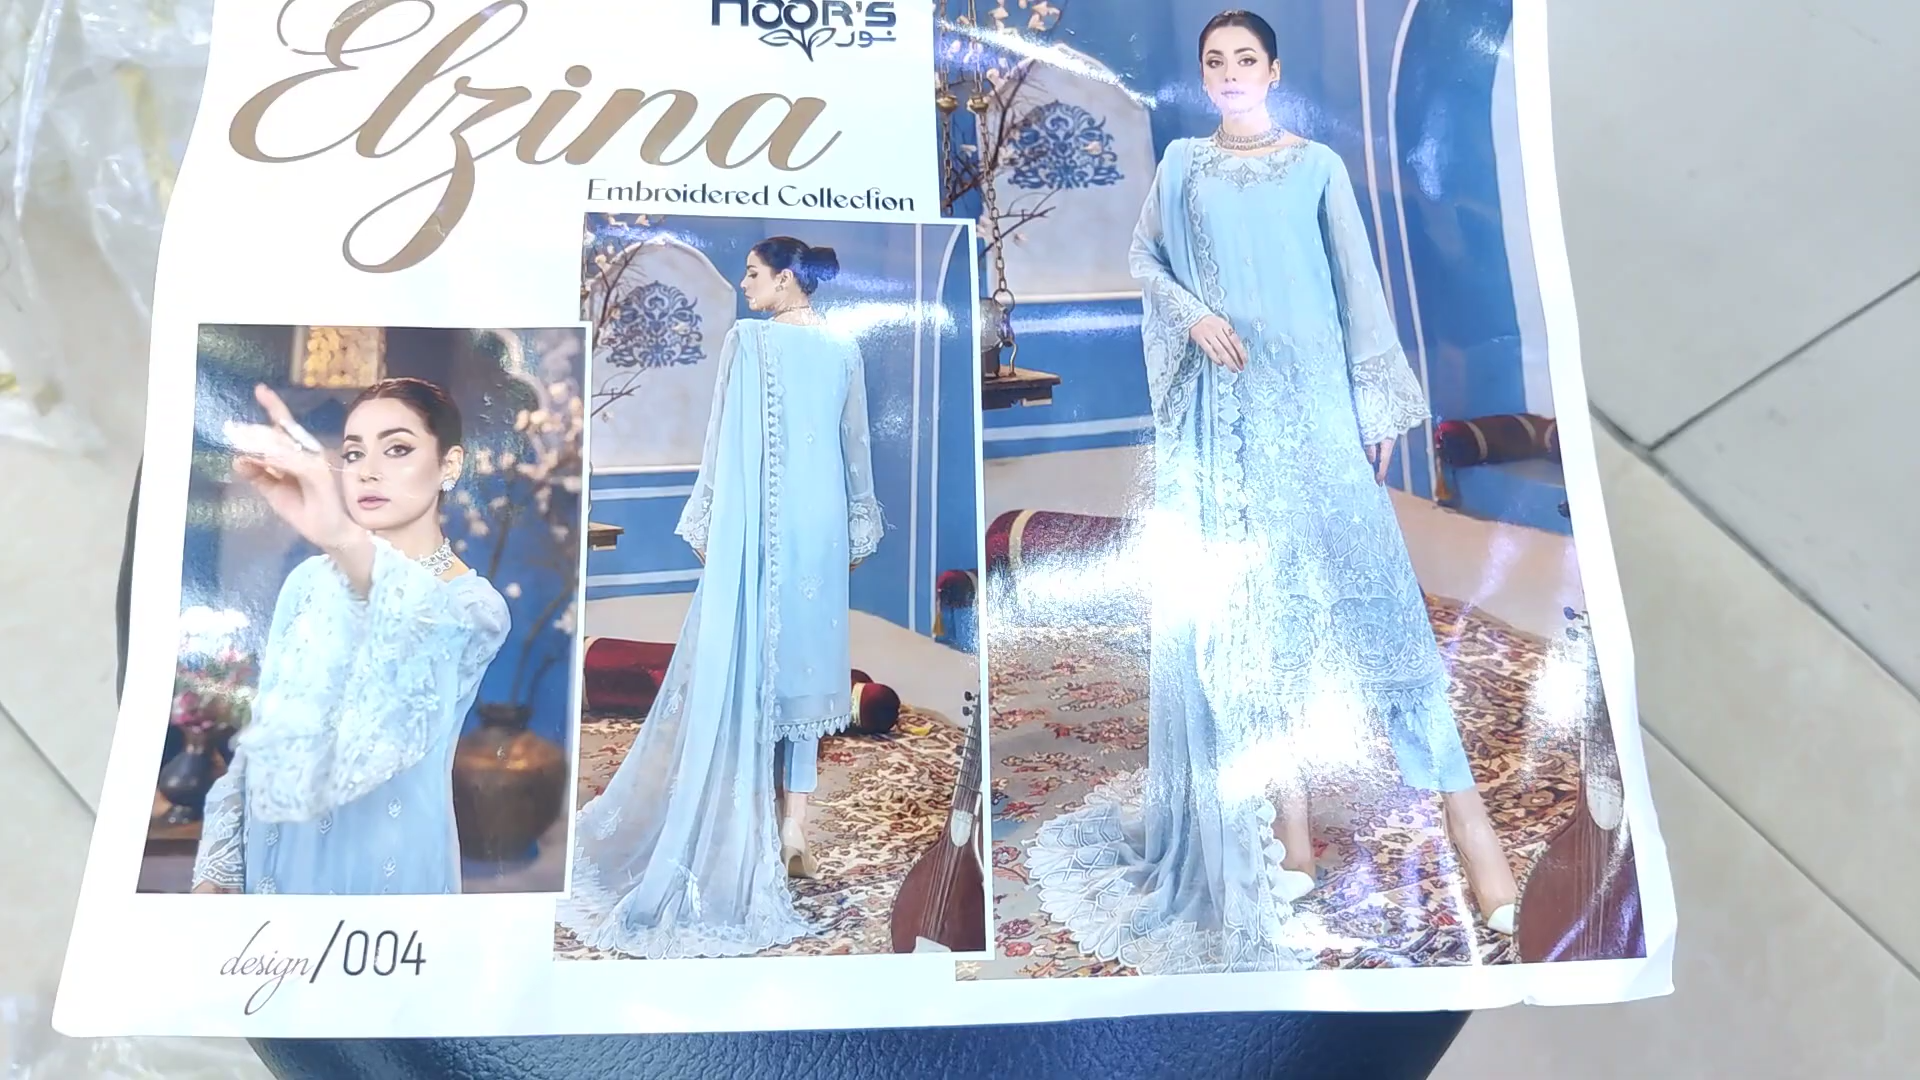 NOOR'S
نور
Elzina
Embroidered Collection
design/004